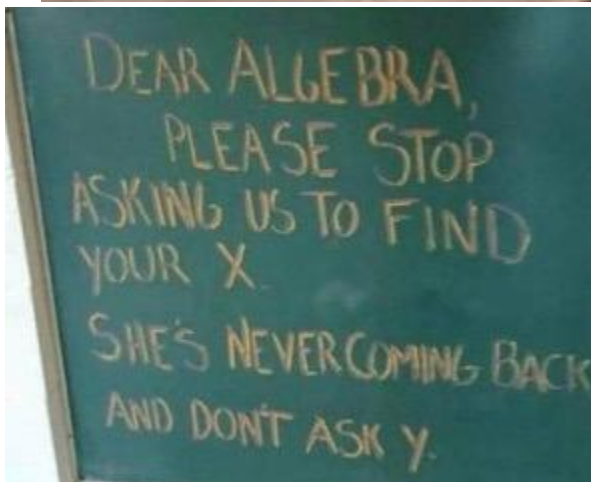 DEAR ALGEBRA,
PLEASE STOP
ASKING US TO FIND
YOUR X.
SHE'S NEVER COMING BACK
AND DON'T ASK Y.